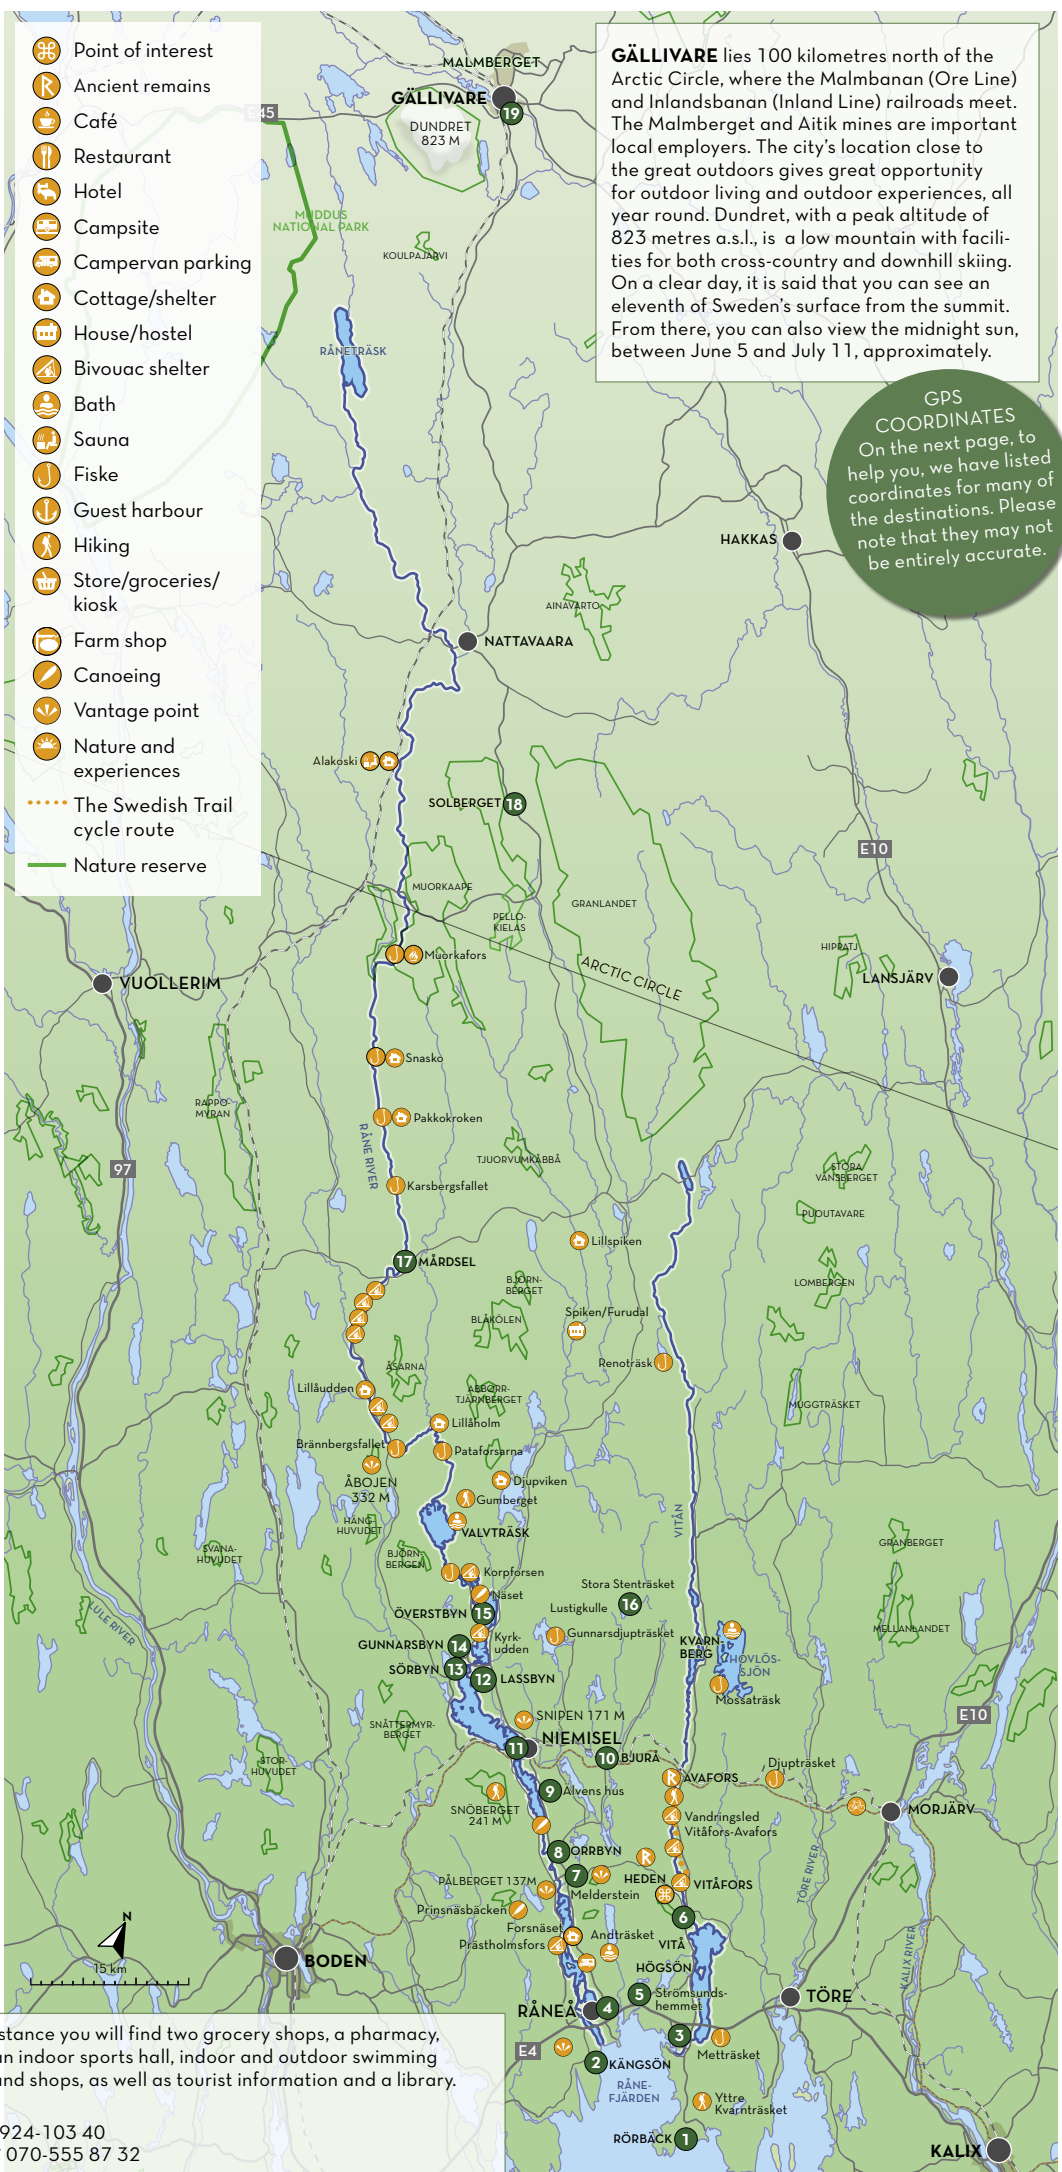 Point of interest
Ancient remains
Café
Restaurant
Hotel
Campsite
Campervan parking
Cottage/shelter
House/hostel
Bivouac shelter
Bath
Sauna
Fiske
Guest harbour
Hiking
Store/groceries/
kiosk
Farm shop
Canoeing
Vantage point
Nature and
experiences
The Swedish Trail
cycle route
Nature reserve
GÄLLIVARE lies 100 kilometres north of the
Arctic Circle, where the Malmbanan (Ore Line)
and Inlandsbanan (Inland Line) railroads meet.
The Malmberget and Aitik mines are important
local employers. The city's location close to
the great outdoors gives great opportunity
for outdoor living and outdoor experiences, all
year round. Dundret, with a peak altitude of
823 metres a.s.l., is a low mountain with facili-
ties for both cross-country and downhill skiing.
On a clear day, it is said that you can see an
eleventh of Sweden's surface from the summit.
From there, you can also view the midnight sun,
between June 5 and July 11, approximately.
GPS
COORDINATES
On the next page, to
help you, we have listed
coordinates for many of
the destinations. Please
note that they may not
be entirely accurate.
MALMBERGET
GÄLLIVARE
19
E45
DUNDRET
823 M
MUDDUS
NATIONAL PARK
KOULPAJÄRVI
RÅNETRÄSK
HAKKAS
AINAVARTO
NATTAVAARA
Alakoski
SOLBERGET
18
E10
MUORKAAPE
PELLO-
KIELAS
GRANLANDET
HIPPATJ
Muorkafors
ARCTIC CIRCLE
LANSJÄRV
VUOLLERIM
Snasko
RAPPO-
MYRAN
Pakkokroken
RÅNE RIVER
TJUORVUMKÅBBÅ
97
STORA
VÄNSBERGET
Karsbergsfallet
PUOUTAVARE
Lillspiken
17
MÅRDSEL
BJÖRN-
BERGET
LOMBERGEN
Spiken/Furudal
BLÅKÖLEN
Renoträsk
ÅSARNA
Lillåudden
ABBORR-
TJÄRNBERGET
MUGGTRÄSKET
Lillåholm
Brännbergsfallet
Pataforsarna
ÅBOJEN
332 M
Djupviken
Gumberget
VITÅN
HÄNG-
HUVUDET
VALVTRÄSK
GRANBERGET
SVANA-
HUVUDET
BJÖRN-
BERGEN
Korpforsen
Stora Stenträsket
Näset
LULE RIVER
ÖVERSTBYN
15
Lustigkulle
16
Gunnarsdjupträsket
MELLANLANDET
GUNNARSBYN
14
Kyrk-
udden
KVARN-
BERG
HOVLÖS-
SJÖN
SÖRBYN
13
12
LASSBYN
Mossaträsk
SNIPEN 171 M
E10
SNÅTTERMYR-
BERGET
NIEMISEL
11
10
BJURÅ
STOR-
HUVUDET
AVAFORS
Djupträsket
9
Älvens hus
SNÖBERGET
241 M
MORJÄRV
Vandringsled
Vitåfors-Avafors
8
ORRBYN
TÖRE RIVER
7
PÅLBERGET 137M
Melderstein
HEDEN
VITÅFORS
Prinsnäsbäcken
6
Forsnäset
Andträsket
Prästholmsfors
VITÅ
N
15 km
BODEN
HÖGSÖN
KALIX RIVER
5
Strömsunds-
hemmet
TÖRE
RÅNEÅ
4
3
Metträsket
E4
2
KÄNGSÖN
RÅNE-
FJÄRDEN
Yttre
Kvarnträsket
RÖRBÄCK
1
KALIX
stance you will find two grocery shops, a pharmacy,
an indoor sports hall, indoor and outdoor swimming
and shops, as well as tourist information and a library.
924-103 40
070-555 87 32